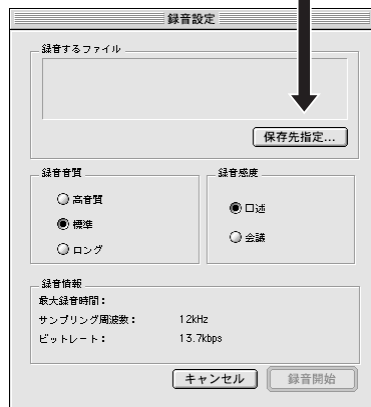 録音設定
録音するファイル
保存先指定...
録音音質
高音質
標準
ロング
録音感度
口述
会議
録音情報
最大録音時間：
サンプリング周波数： 12kHz
ビットレート： 13.7kbps
キャンセル 録音開始